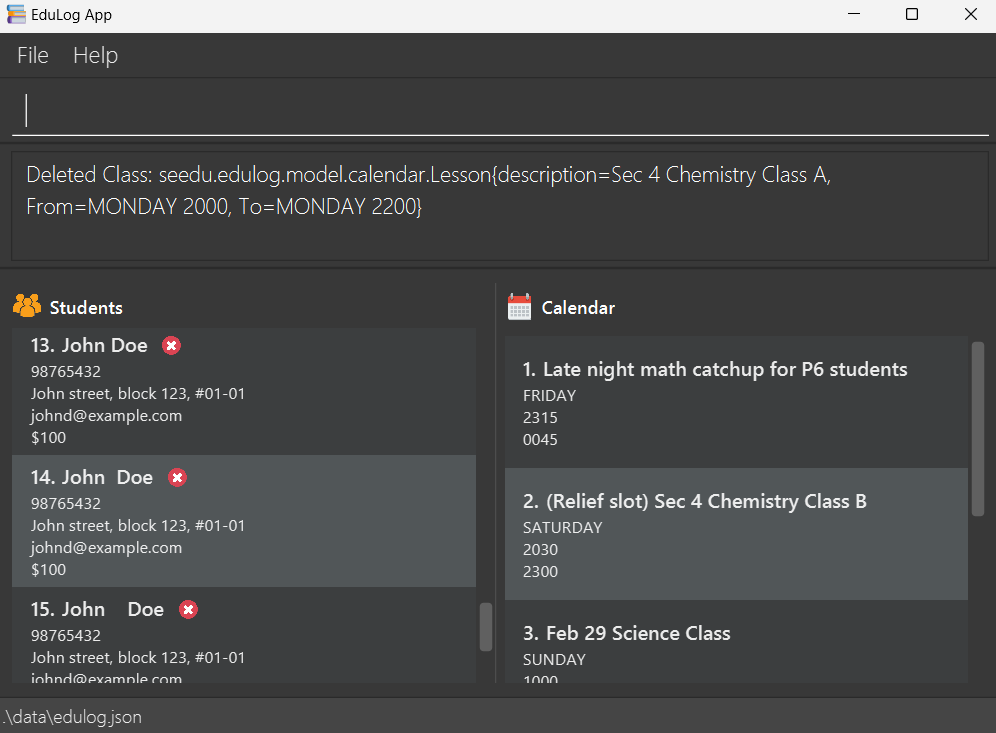 EduLog App
File Help
Deleted Class: seedu.edulog.model.calendar.Lesson{description=Sec 4 Chemistry Class A,
From=MONDAY 2000, To=MONDAY 2200}
Students
13. John Doe
98765432
John street, block 123, #01-01
johnd@example.com
$100
14. John  Doe
98765432
John street, block 123, #01-01
johnd@example.com
$100
15. John    Doe
98765432
John street, block 123, #01-01
johnd@example.com
Calendar
1. Late night math catchup for P6 students
FRIDAY
2315
0045
2. (Relief slot) Sec 4 Chemistry Class B
SATURDAY
2030
2300
3. Feb 29 Science Class
SUNDAY
1000
.\data\edulog.json